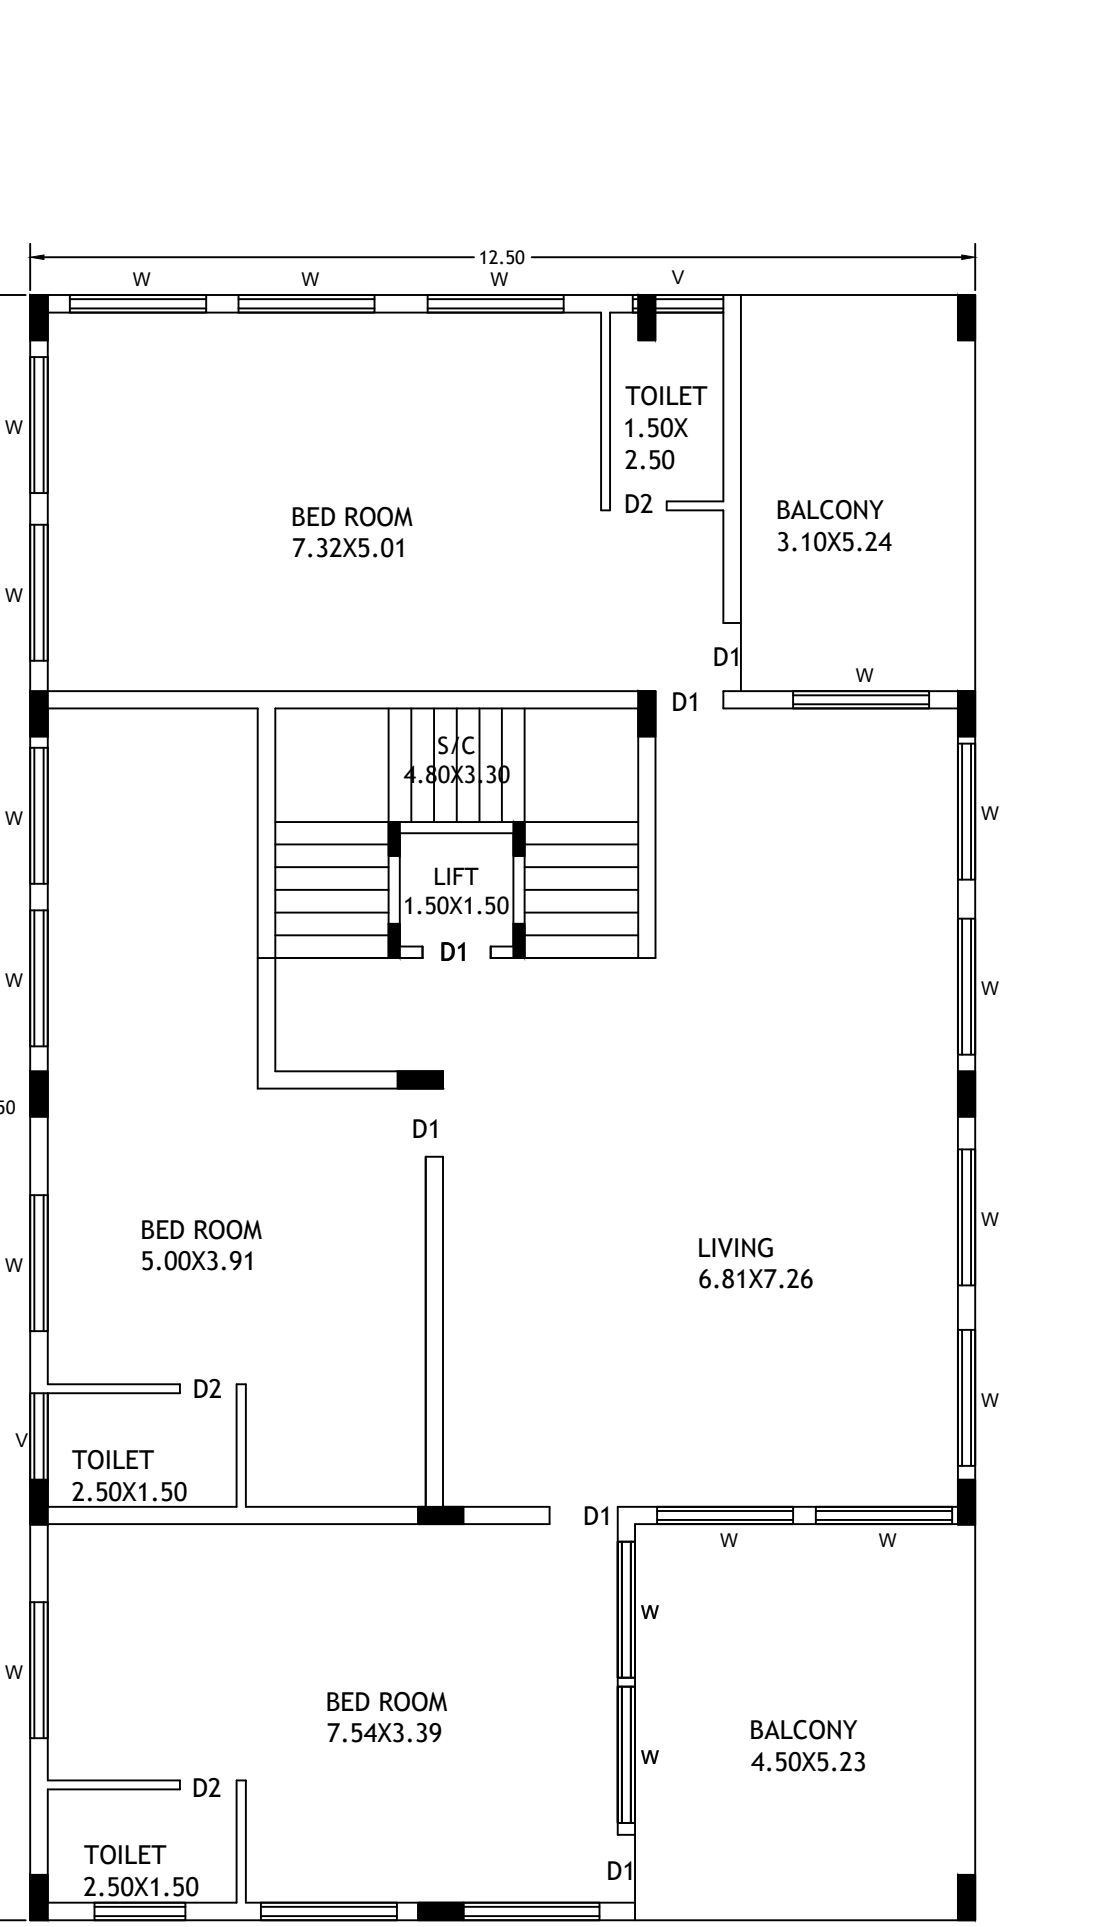 12.50
W
W
W
V
W
TOILET
1.50X
2.50
D2
BED ROOM
7.32X5.01
BALCONY
3.10X5.24
W
D1
W
D1
S/C
4.80X3.30
W
W
LIFT
1.50X1.50
D1
W
W
D1
BED ROOM
5.00X3.91
W
LIVING
6.81X7.26
W
D2
W
V
TOILET
2.50X1.50
D1
W
W
W
W
BED ROOM
7.54X3.39
BALCONY
4.50X5.23
W
D2
TOILET
2.50X1.50
D1